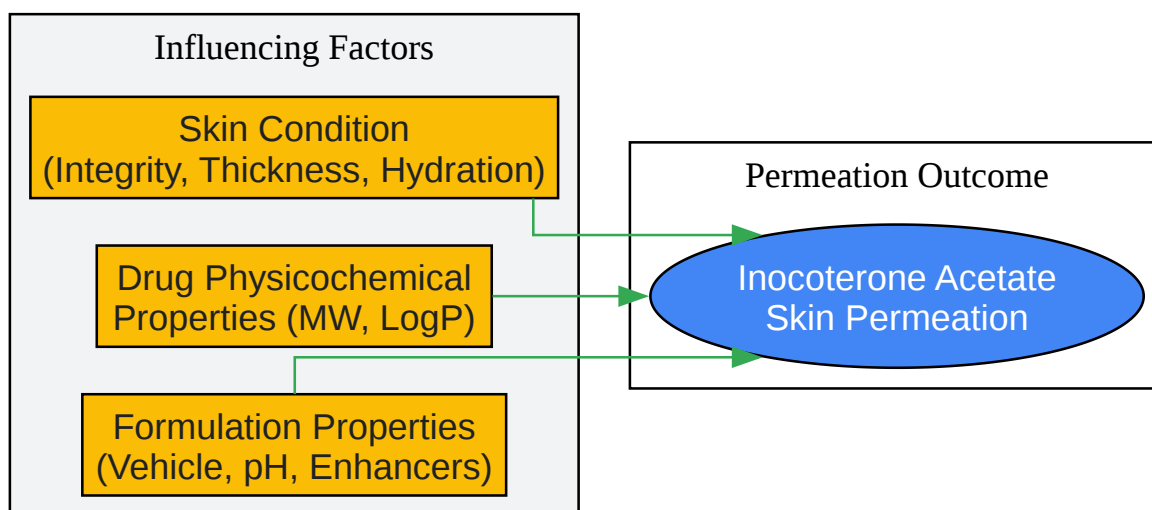 Influencing Factors
Skin Condition
(Integrity, Thickness, Hydration)
Drug Physicochemical
Properties (MW, LogP)
Formulation Properties
(Vehicle, pH, Enhancers)
Permeation Outcome
Inocoterone Acetate
Skin Permeation